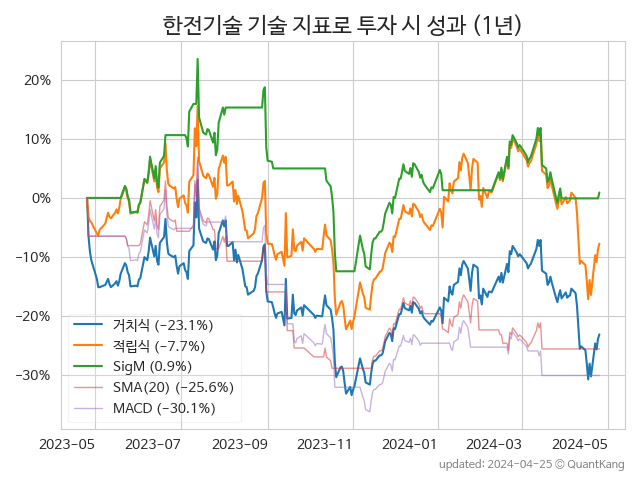 한전기술 기술 지표로 투자 시 성과 (1년)
20%
10%
0%
−10%
−20%
−30%
거치식 (−23.1%)
적립식 (−7.7%)
SigM (0.9%)
SMA(20) (−25.6%)
MACD (−30.1%)
2023−05 2023−07 2023−09 2023−11 2024−01 2024−03 2024−05
updated: 2024−04−25 © QuantKang